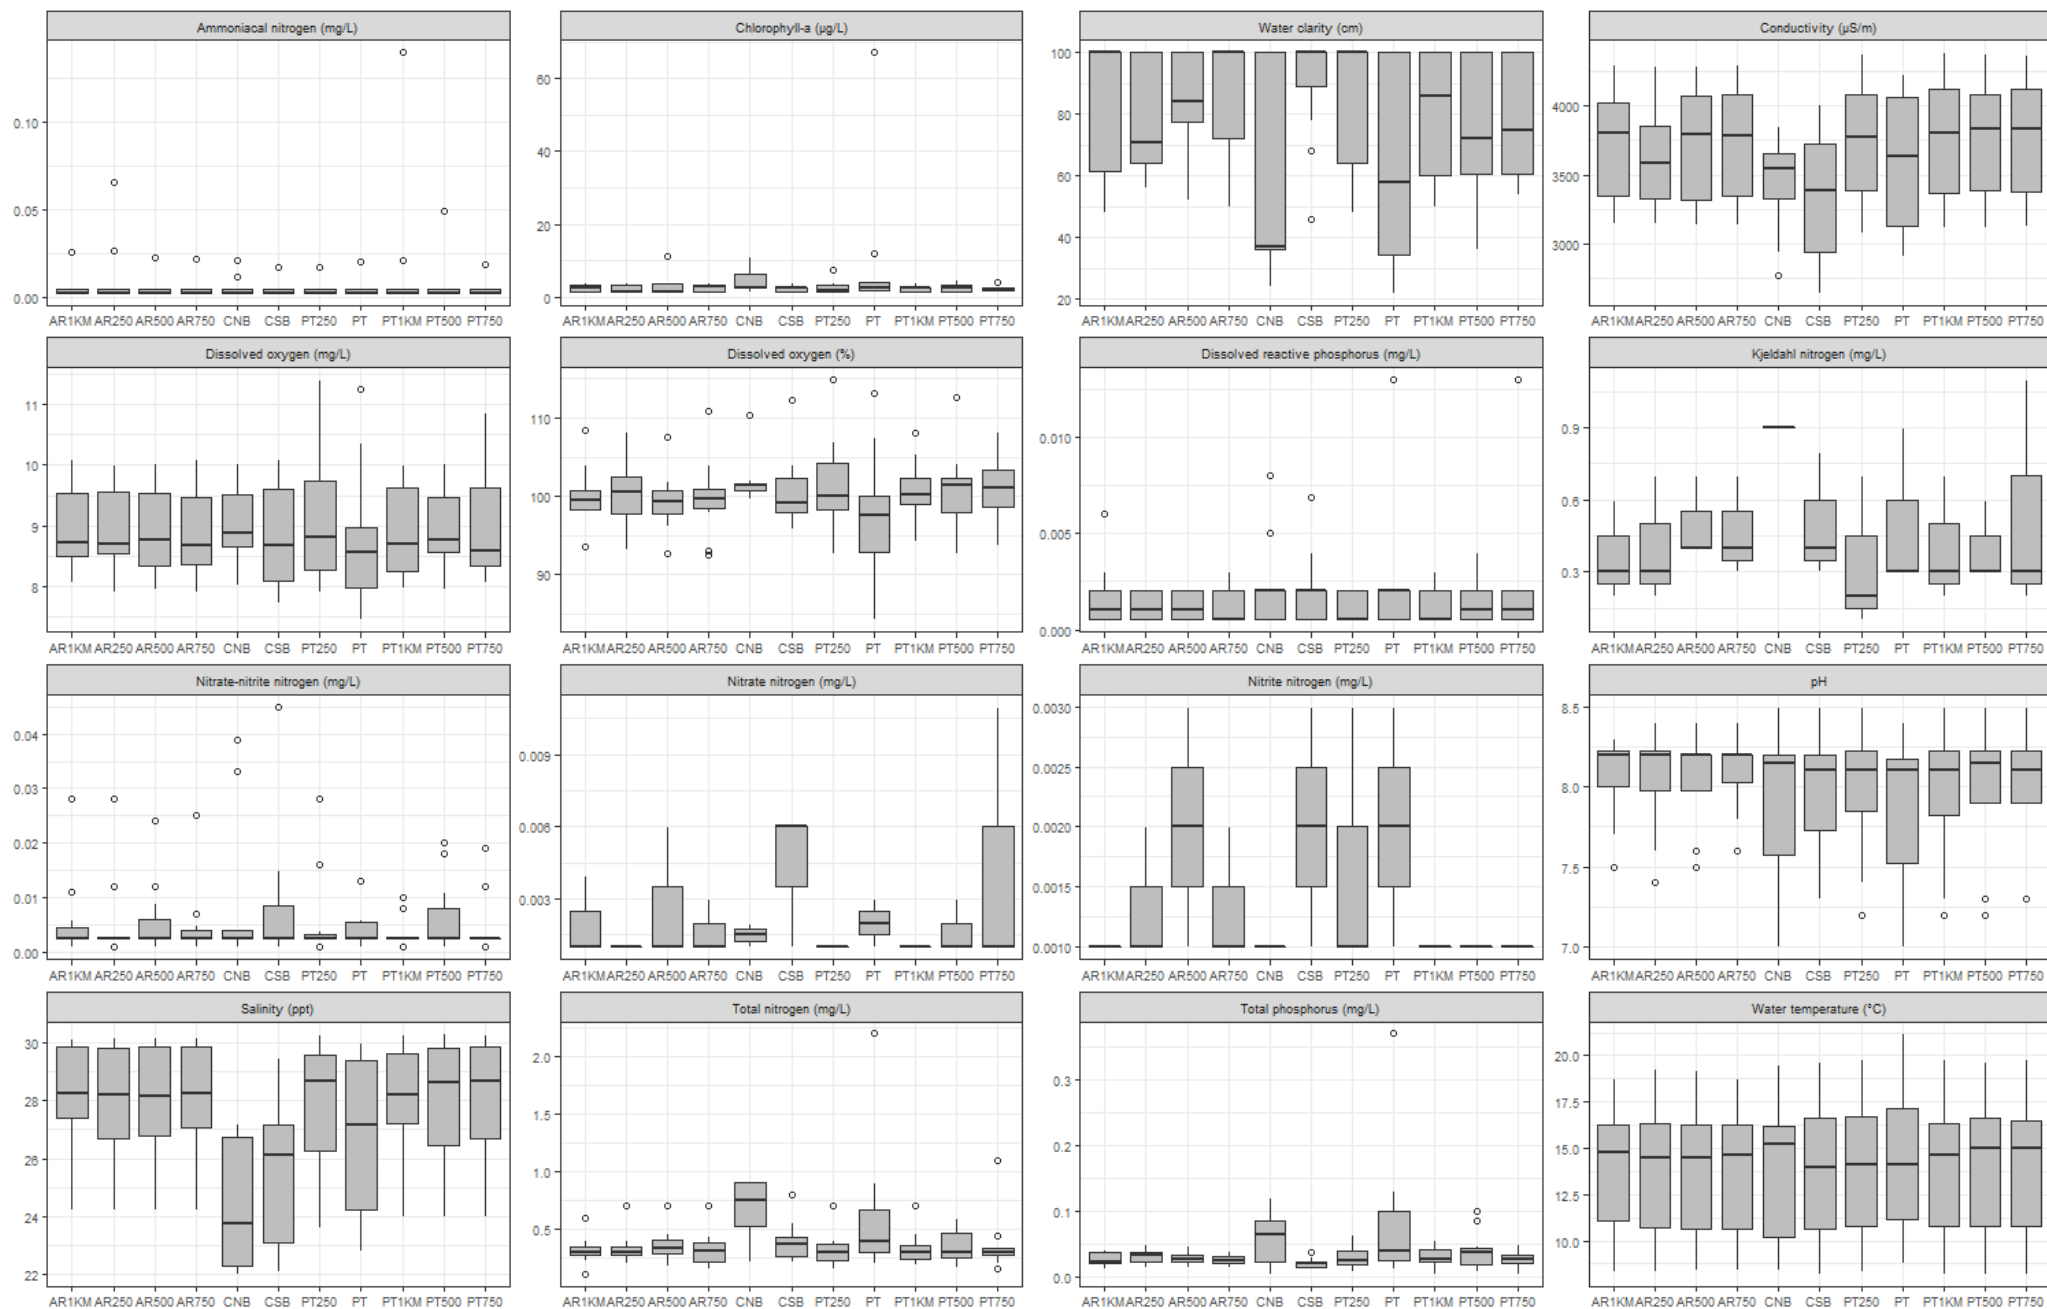 Ammoniacal nitrogen (mg/L)
Chlorophyll-a (µg/L)
Water clarity (cm)
Conductivity (µS/m)
0.10
0.05
0.00
60
40
20
0
100
80
60
40
20
4000
3500
3000
AR1KM AR250 AR500 AR750 CNB CSB PT250 PT PT1KM PT500 PT750
AR1KM AR250 AR500 AR750 CNB CSB PT250 PT PT1KM PT500 PT750
AR1KM AR250 AR500 AR750 CNB CSB PT250 PT PT1KM PT500 PT750
AR1KM AR250 AR500 AR750 CNB CSB PT250 PT PT1KM PT500 PT750
Dissolved oxygen (mg/L)
Dissolved oxygen (%)
Dissolved reactive phosphorus (mg/L)
Kjeldahl nitrogen (mg/L)
11
10
9
8
110
100
90
0.010
0.005
0.000
0.9
0.6
0.3
AR1KM AR250 AR500 AR750 CNB CSB PT250 PT PT1KM PT500 PT750
AR1KM AR250 AR500 AR750 CNB CSB PT250 PT PT1KM PT500 PT750
AR1KM AR250 AR500 AR750 CNB CSB PT250 PT PT1KM PT500 PT750
AR1KM AR250 AR500 AR750 CNB CSB PT250 PT PT1KM PT500 PT750
Nitrate-nitrite nitrogen (mg/L)
Nitrate nitrogen (mg/L)
Nitrite nitrogen (mg/L)
pH
0.04
0.03
0.02
0.01
0.00
0.009
0.006
0.003
0.0030
0.0025
0.0020
0.0015
0.0010
8.5
8.0
7.5
7.0
AR1KM AR250 AR500 AR750 CNB CSB PT250 PT PT1KM PT500 PT750
AR1KM AR250 AR500 AR750 CNB CSB PT250 PT PT1KM PT500 PT750
AR1KM AR250 AR500 AR750 CNB CSB PT250 PT PT1KM PT500 PT750
AR1KM AR250 AR500 AR750 CNB CSB PT250 PT PT1KM PT500 PT750
Salinity (ppt)
Total nitrogen (mg/L)
Total phosphorus (mg/L)
Water temperature (°C)
30
28
26
24
22
2.0
1.5
1.0
0.5
0.3
0.2
0.1
0.0
20.0
17.5
15.0
12.5
10.0
AR1KM AR250 AR500 AR750 CNB CSB PT250 PT PT1KM PT500 PT750
AR1KM AR250 AR500 AR750 CNB CSB PT250 PT PT1KM PT500 PT750
AR1KM AR250 AR500 AR750 CNB CSB PT250 PT PT1KM PT500 PT750
AR1KM AR250 AR500 AR750 CNB CSB PT250 PT PT1KM PT500 PT750